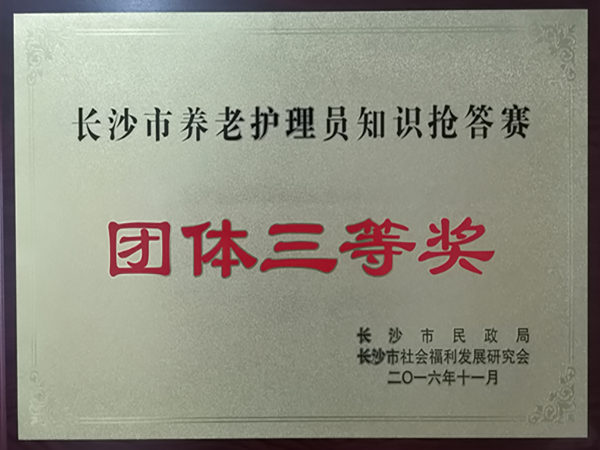 长沙市养老护理员知识抢答赛
团体三等奖
长沙市民政局
长沙市社会福利发展研究会
二〇一六年十一月